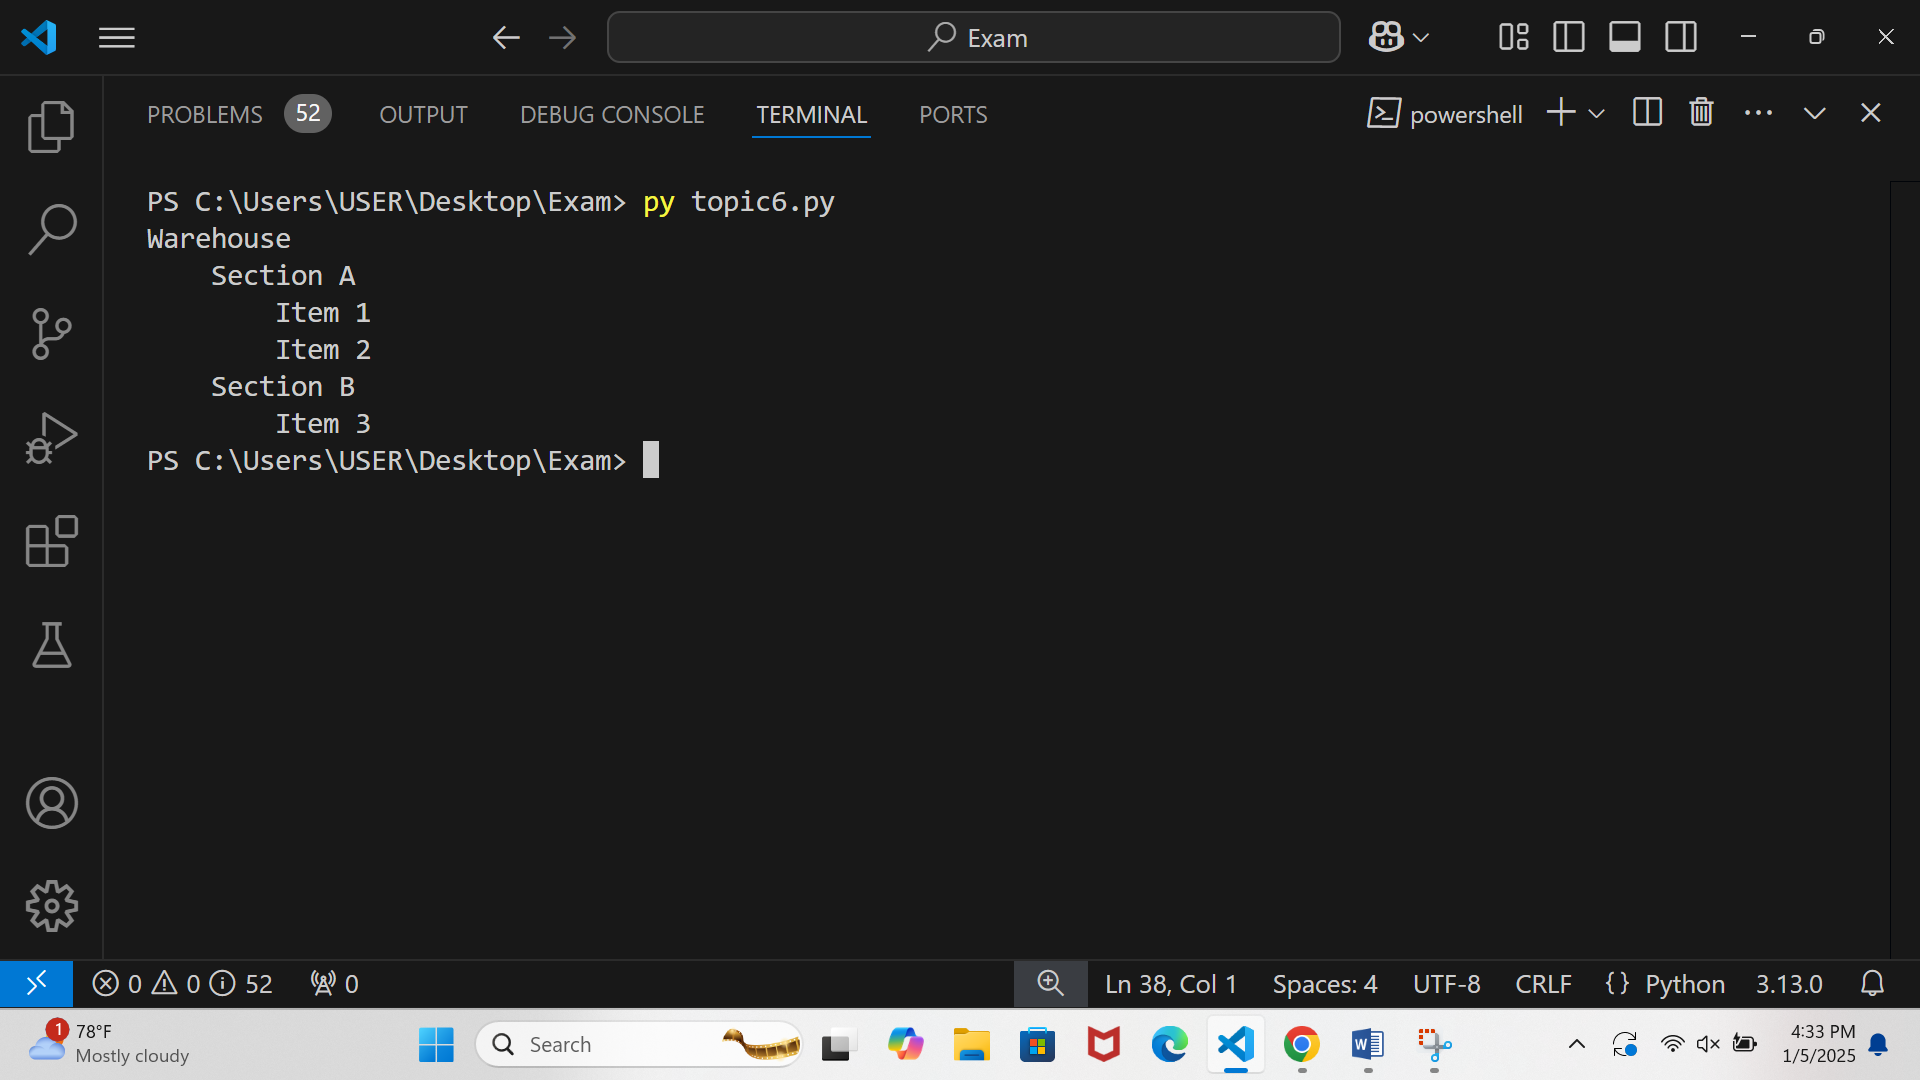 Exam
PROBLEMS 52 OUTPUT DEBUG CONSOLE TERMINAL PORTS powershell
PS C:\Users\USER\Desktop\Exam> py topic6.py
Warehouse
    Section A
        Item 1
        Item 2
    Section B
        Item 3
PS C:\Users\USER\Desktop\Exam>
0 0 52 0 Ln 38, Col 1 Spaces: 4 UTF-8 CRLF {} Python 3.13.0
1 78°F
Mostly cloudy
Search
W
4:33 PM
1/5/2025